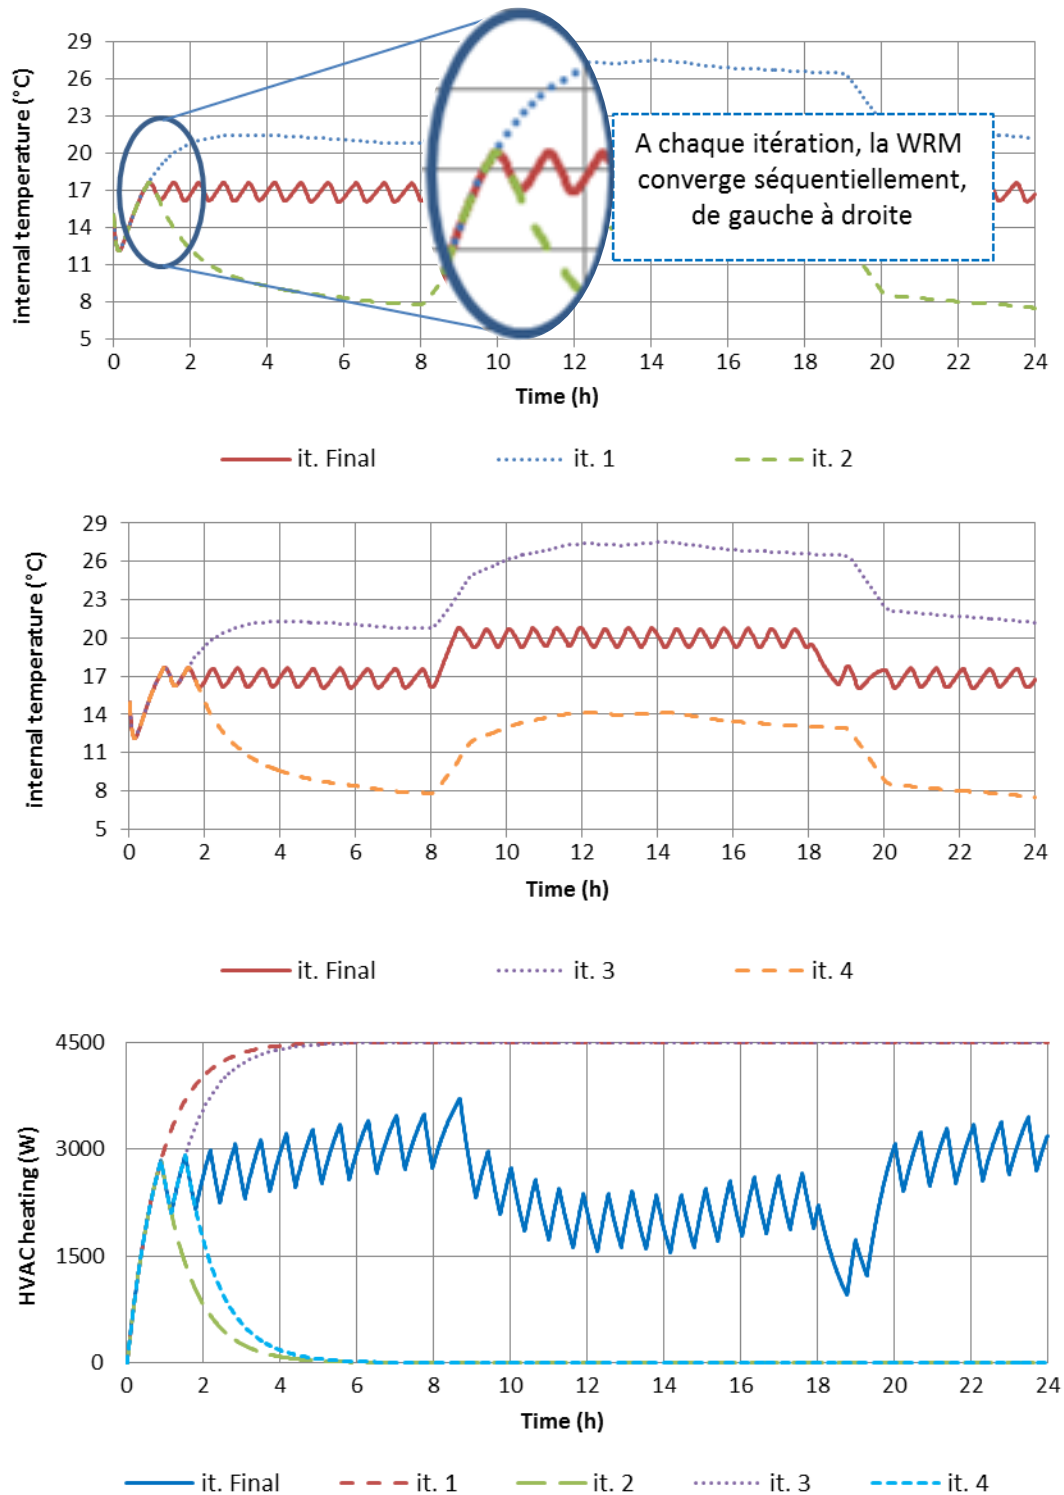 29
26
23
20
17
14
11
8
5
internal temperature (°C)
A chaque itération, la WRM
converge séquentiellement,
de gauche à droite
0 2 4 6 8 10 12 14 16 18 20 22 24
Time (h)
it. Final it. 1 it. 2
29
26
23
20
17
14
11
8
5
internal temperature (°C)
0 2 4 6 8 10 12 14 16 18 20 22 24
Time (h)
it. Final it. 3 it. 4
4500
3000
1500
0
HVAC heating (W)
0 2 4 6 8 10 12 14 16 18 20 22 24
Time (h)
it. Final it. 1 it. 2 it. 3 it. 4